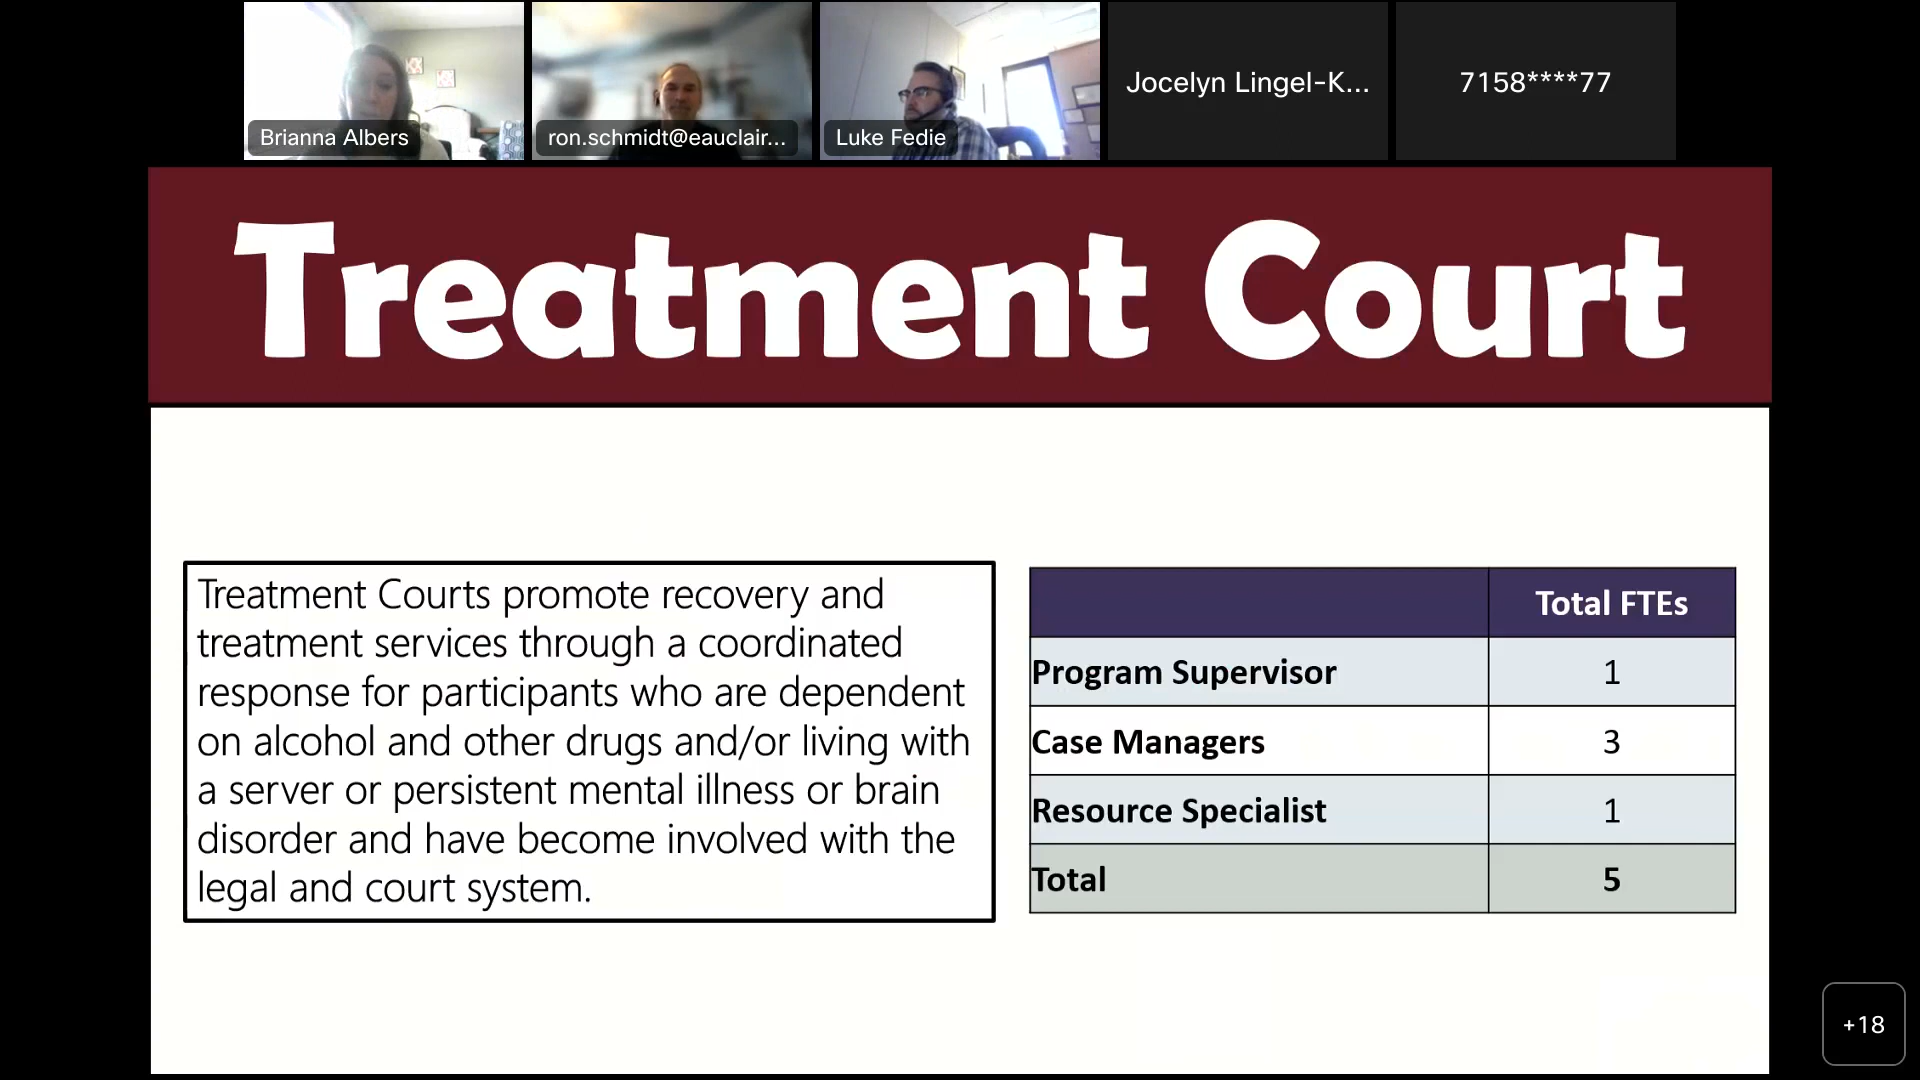 Brianna Albers
ron.schmidt@eauclair...
Luke Fedie
Jocelyn Lingel-K...
7158****77
Treatment Court
Treatment Courts promote recovery and
treatment services through a coordinated
response for participants who are dependent
on alcohol and other drugs and/or living with
a server or persistent mental illness or brain
disorder and have become involved with the
legal and court system.
Total FTEs
Program Supervisor 1
Case Managers 3
Resource Specialist 1
Total 5
+18